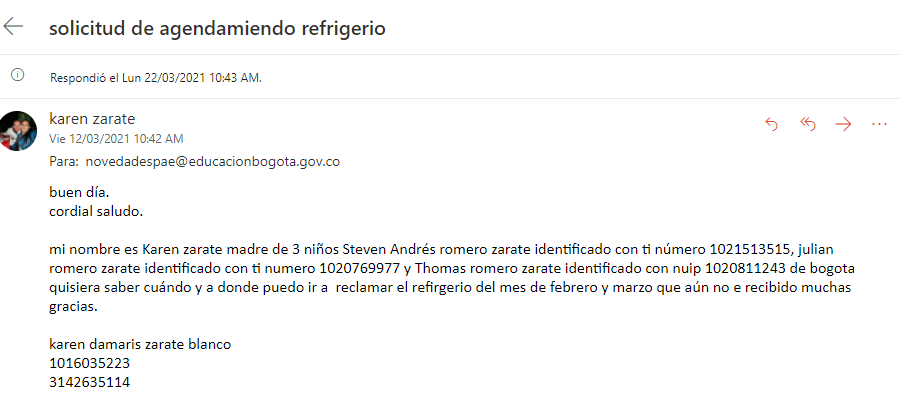 solicitud de agendamiendo refrigerio
Respondió el Lun 22/03/2021 10:43 AM.
karen zarate
Vie 12/03/2021 10:42 AM
Para: novedadespae@educacionbogota.gov.co
buen día.
cordial saludo.
mi nombre es Karen zarate madre de 3 niños Steven Andrés romero zarate identificado con ti número 1021513515, julian
romero zarate identificado con ti numero 1020769977 y Thomas romero zarate identificado con nuip 1020811243 de bogota
quisiera saber cuándo y a donde puedo ir a reclamar el refirgerio del mes de febrero y marzo que aún no e recibido muchas
gracias.
karen damaris zarate blanco
1016035223
3142635114